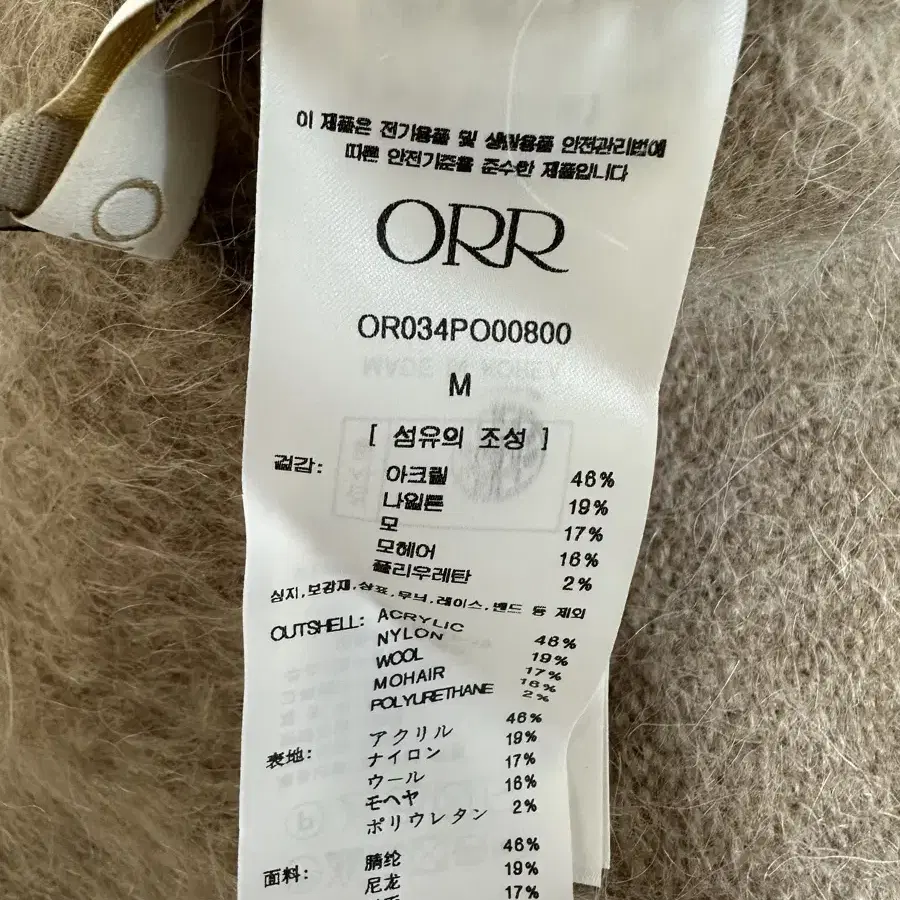 이 제품은 전기용품 및 생활용품 안전관리법에
따른 안전기준을 준수한 제품입니다
ORR
OR034PO00800
M
[ 섬유의 조성 ]
겉감: 아크릴 46%
나일론 19%
모 17%
모헤어 16%
폴리우레탄 2%
심지,보강재,상표,무늬,레이스,밴드 등 제외
OUTSHELL: ACRYLIC 46%
NYLON 19%
WOOL 17%
MOHAIR 16%
POLYURETHANE 2%
表地: アクリル 46%
ナイロン 19%
ウール 17%
モヘヤ 16%
ポリウレタン 2%
面料: 腈纶 46%
尼龙 19%
17%